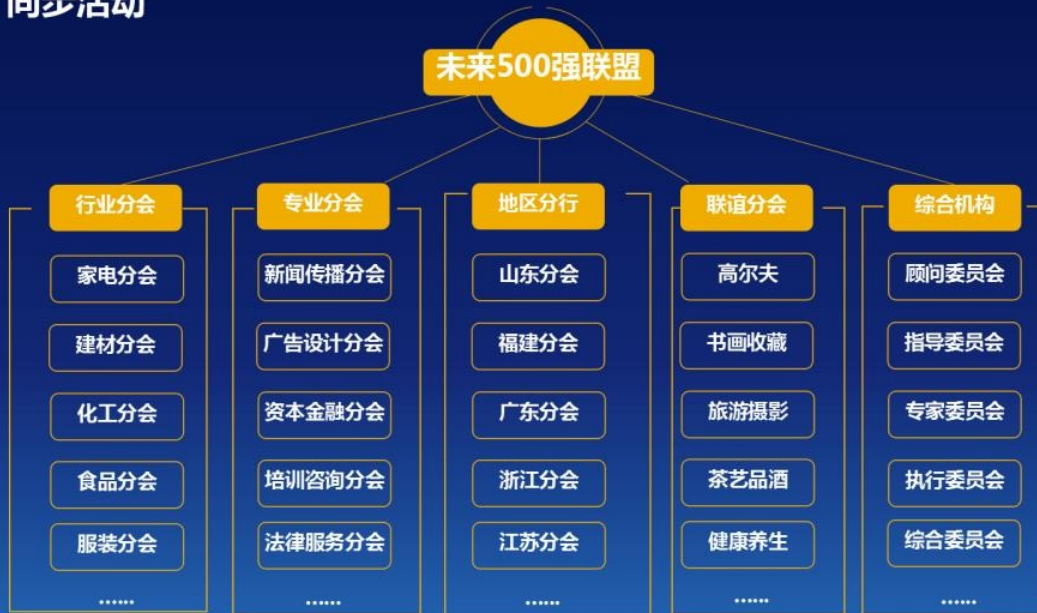 同步活动
未来500强联盟
行业分会
专业分会
地区分行
联谊分会
综合机构
家电分会
新闻传播分会
山东分会
高尔夫
顾问委员会
建材分会
广告设计分会
福建分会
书画收藏
指导委员会
化工分会
资本金融分会
广东分会
旅游摄影
专家委员会
食品分会
培训咨询分会
浙江分会
茶艺品酒
执行委员会
服装分会
法律服务分会
江苏分会
健康养生
综合委员会
……
……
……
……
……